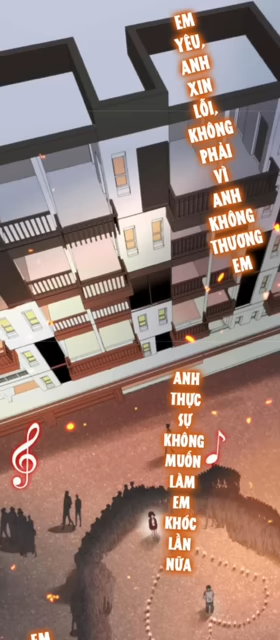 EM
YÊU,
ANH
XIN
LỖI,
KHÔNG
PHẢI
VÌ
ANH
KHÔNG
THƯƠNG
EM
ANH
THỰC
SỰ
KHÔNG
MUỐN
LÀM
EM
KHÓC
LẦN
NỮA
EM